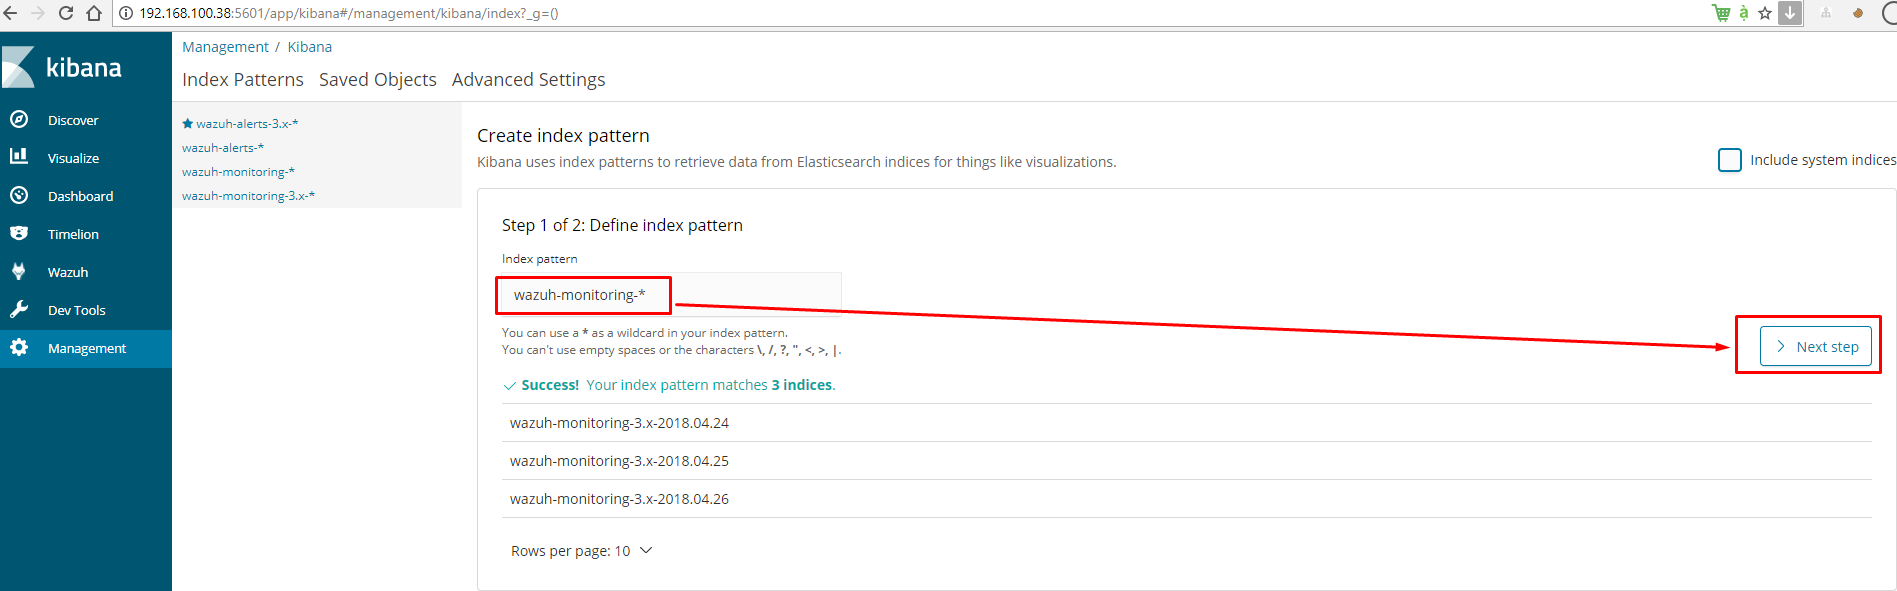 192.168.100.38:5601/app/kibana#/management/kibana/index?_g=()
à
kibana
Discover
Visualize
Dashboard
Timelion
Wazuh
Dev Tools
Management
Management / Kibana
Index Patterns Saved Objects Advanced Settings
wazuh-alerts-3.x-*
wazuh-alerts-*
wazuh-monitoring-*
wazuh-monitoring-3.x-*
Create index pattern
Kibana uses index patterns to retrieve data from Elasticsearch indices for things like visualizations.
Include system indices
Step 1 of 2: Define index pattern
Index pattern
wazuh-monitoring-*
You can use a * as a wildcard in your index pattern.
You can't use empty spaces or the characters \, /, ?, ", <, >, |.
Next step
Success! Your index pattern matches 3 indices.
wazuh-monitoring-3.x-2018.04.24
wazuh-monitoring-3.x-2018.04.25
wazuh-monitoring-3.x-2018.04.26
Rows per page: 10